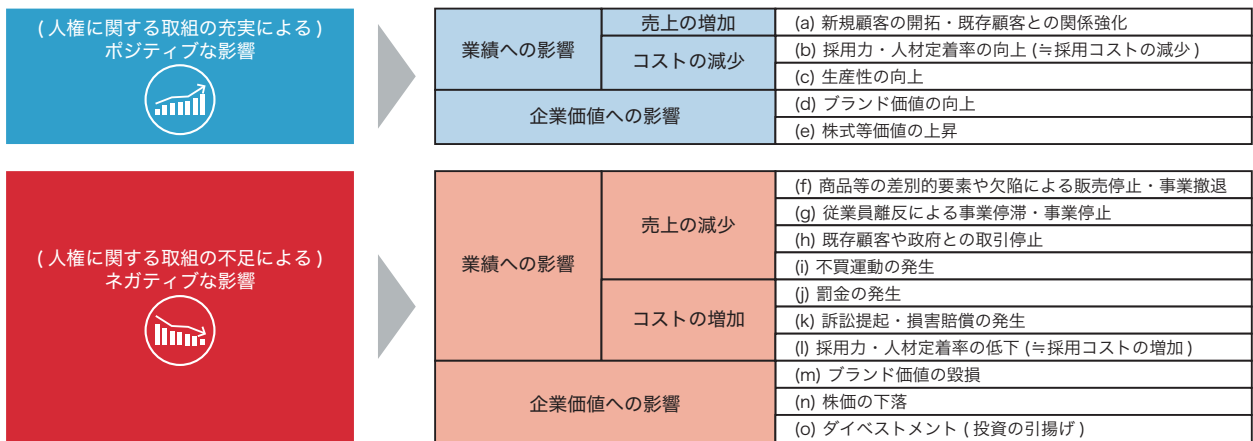 (人権に関する取組の充実による)
ポジティブな影響
業績への影響
売上の増加
(a) 新規顧客の開拓・既存顧客との関係強化
コストの減少
(b) 採用力・人材定着率の向上 (≒採用コストの減少)
(c) 生産性の向上
企業価値への影響
(d) ブランド価値の向上
(e) 株式等価値の上昇
(人権に関する取組の不足による)
ネガティブな影響
業績への影響
売上の減少
(f) 商品等の差別的要素や欠陥による販売停止・事業撤退
(g) 従業員離反による事業停滞・事業停止
(h) 既存顧客や政府との取引停止
(i) 不買運動の発生
コストの増加
(j) 罰金の発生
(k) 訴訟提起・損害賠償の発生
(l) 採用力・人材定着率の低下 (≒採用コストの増加)
企業価値への影響
(m) ブランド価値の毀損
(n) 株価の下落
(o) ダイベストメント (投資の引揚げ)